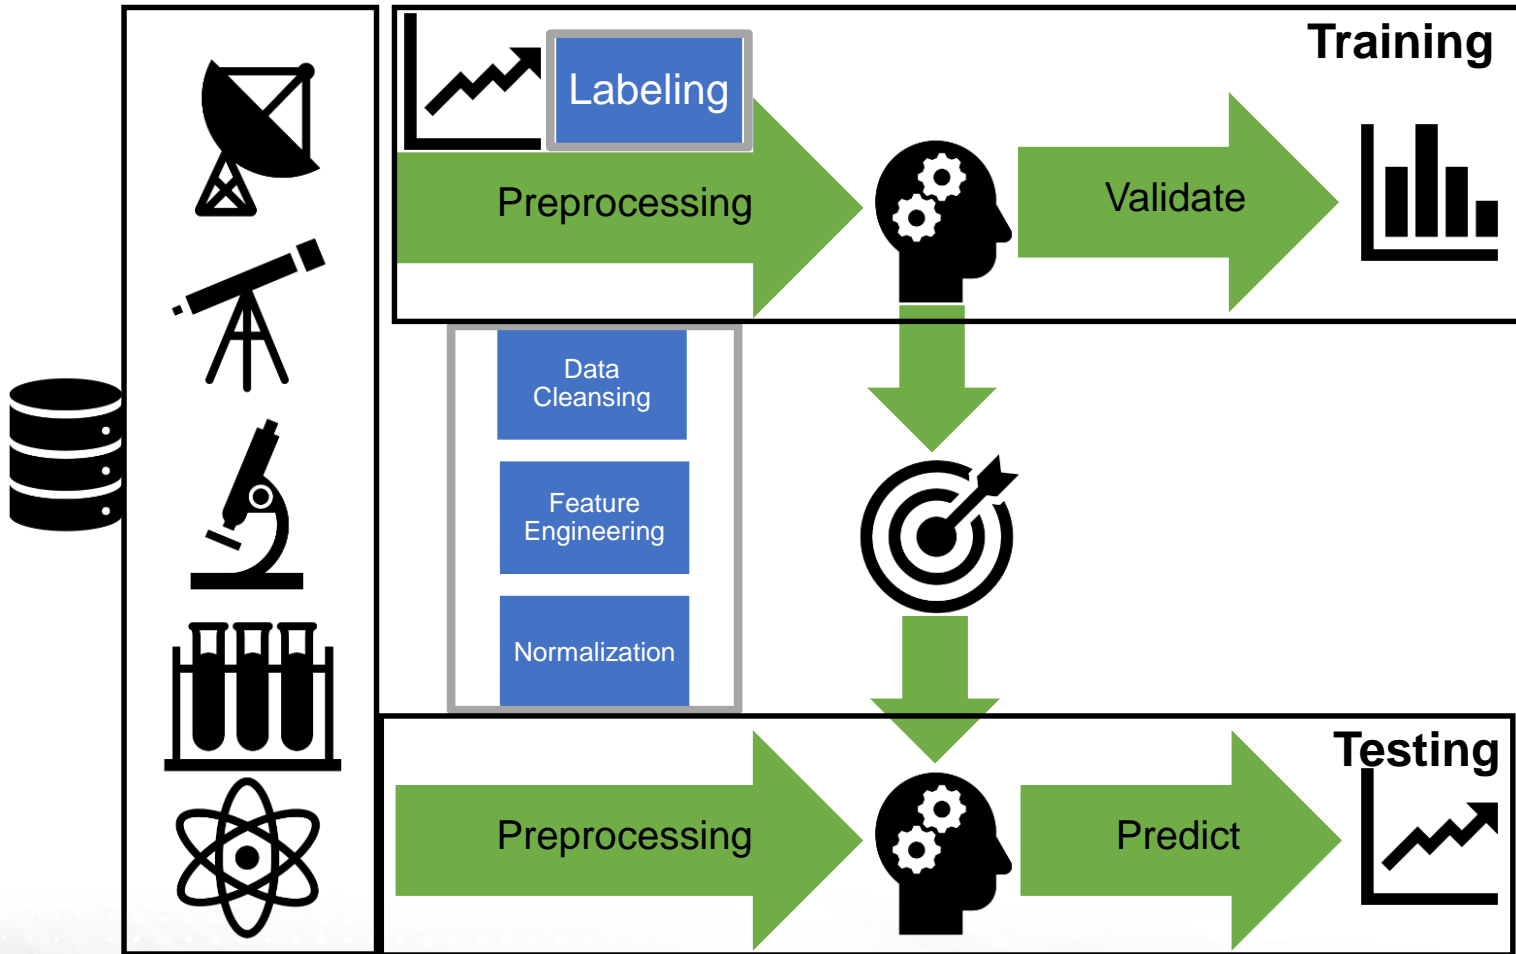 Training
Labeling
Preprocessing
Validate
Data
Cleansing
Feature
Engineering
Normalization
Testing
Preprocessing
Predict